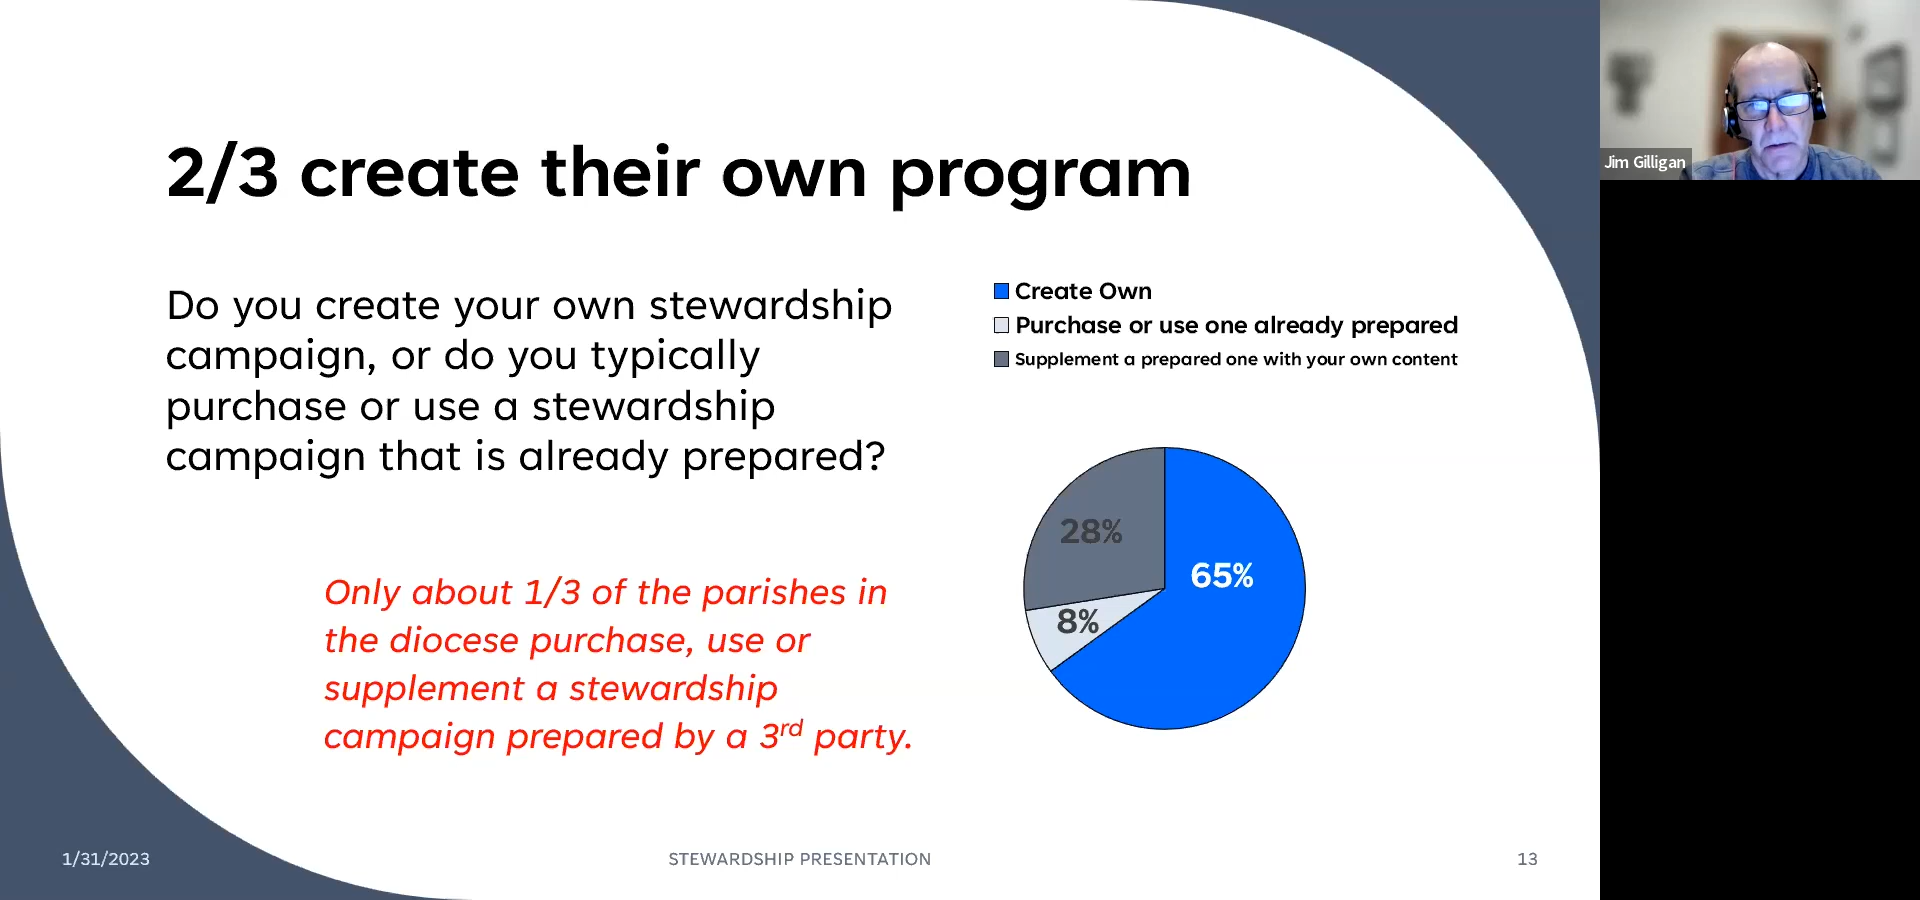 2/3 create their own program
Do you create your own stewardship
campaign, or do you typically
purchase or use a stewardship
campaign that is already prepared?
Only about 1/3 of the parishes in
the diocese purchase, use or
supplement a stewardship
campaign prepared by a 3rd party.
Create Own
Purchase or use one already prepared
Supplement a prepared one with your own content
28%
65%
8%
1/31/2023
STEWARDSHIP PRESENTATION
13
Jim Gilligan